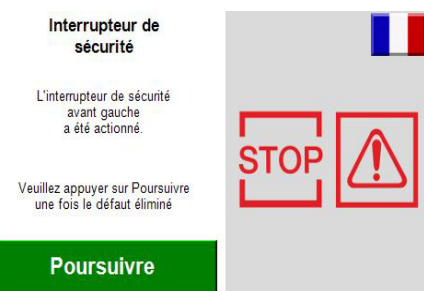 Interrupteur de
sécurité
L'interrupteur de sécurité
avant gauche
a été actionné.
Veuillez appuyer sur Poursuivre
une fois le défaut éliminé
Poursuivre
STOP